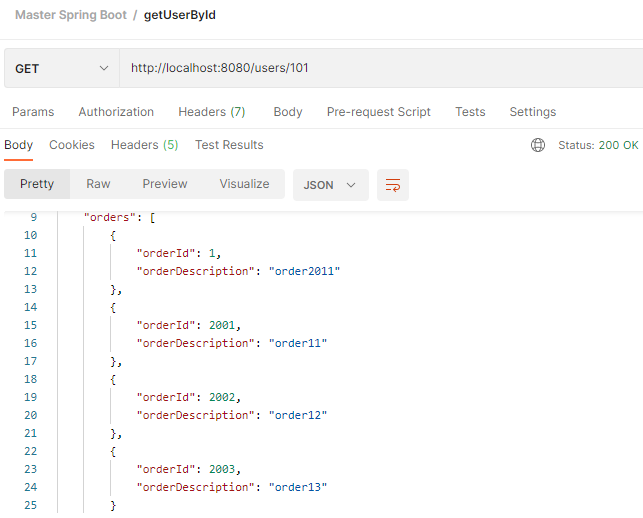 Master Spring Boot / getUserById
GET http://localhost:8080/users/101
Params Authorization Headers (7) Body Pre-request Script Tests Settings
Body Cookies Headers (5) Test Results Status: 200 OK
Pretty Raw Preview Visualize JSON
9 "orders": [
10 {
11 "orderId": 1,
12 "orderDescription": "order2011"
13 },
14 {
15 "orderId": 2001,
16 "orderDescription": "order11"
17 },
18 {
19 "orderId": 2002,
20 "orderDescription": "order12"
21 },
22 {
23 "orderId": 2003,
24 "orderDescription": "order13"
25 }